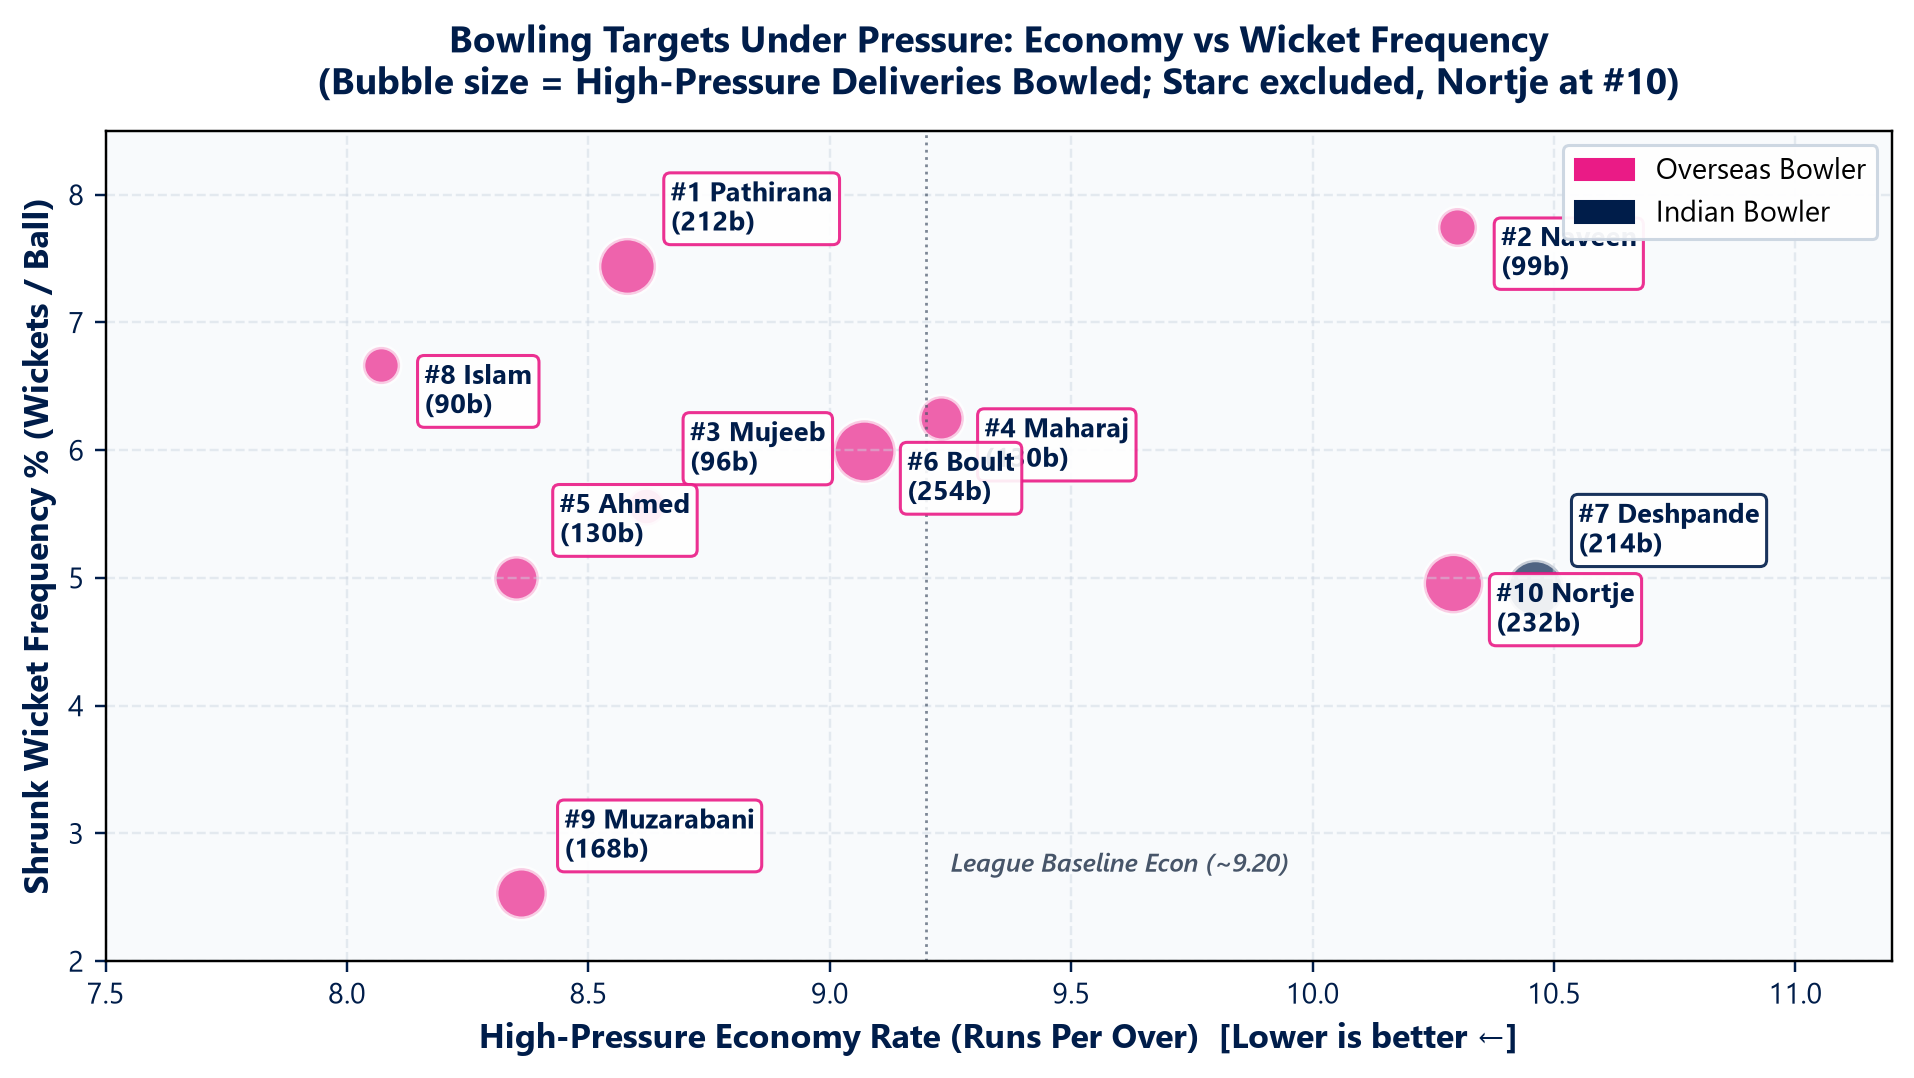 Bowling Targets Under Pressure: Economy vs Wicket Frequency
(Bubble size = High-Pressure Deliveries Bowled; Starc excluded, Nortje at #10)
Overseas Bowler
Indian Bowler
#1 Pathirana
(212b)
#2 Naveen
(99b)
#8 Islam
(90b)
#3 Mujeeb
(96b)
#4 Maharaj
#6 Boult
(254b)
#5 Ahmed
(130b)
#7 Deshpande
(214b)
#10 Nortje
(232b)
#9 Muzarabani
(168b)
League Baseline Econ (~9.20)
Shrunk Wicket Frequency % (Wickets / Ball)
8
7
6
5
4
3
2
7.5 8.0 8.5 9.0 9.5 10.0 10.5 11.0
High-Pressure Economy Rate (Runs Per Over) [Lower is better ←]